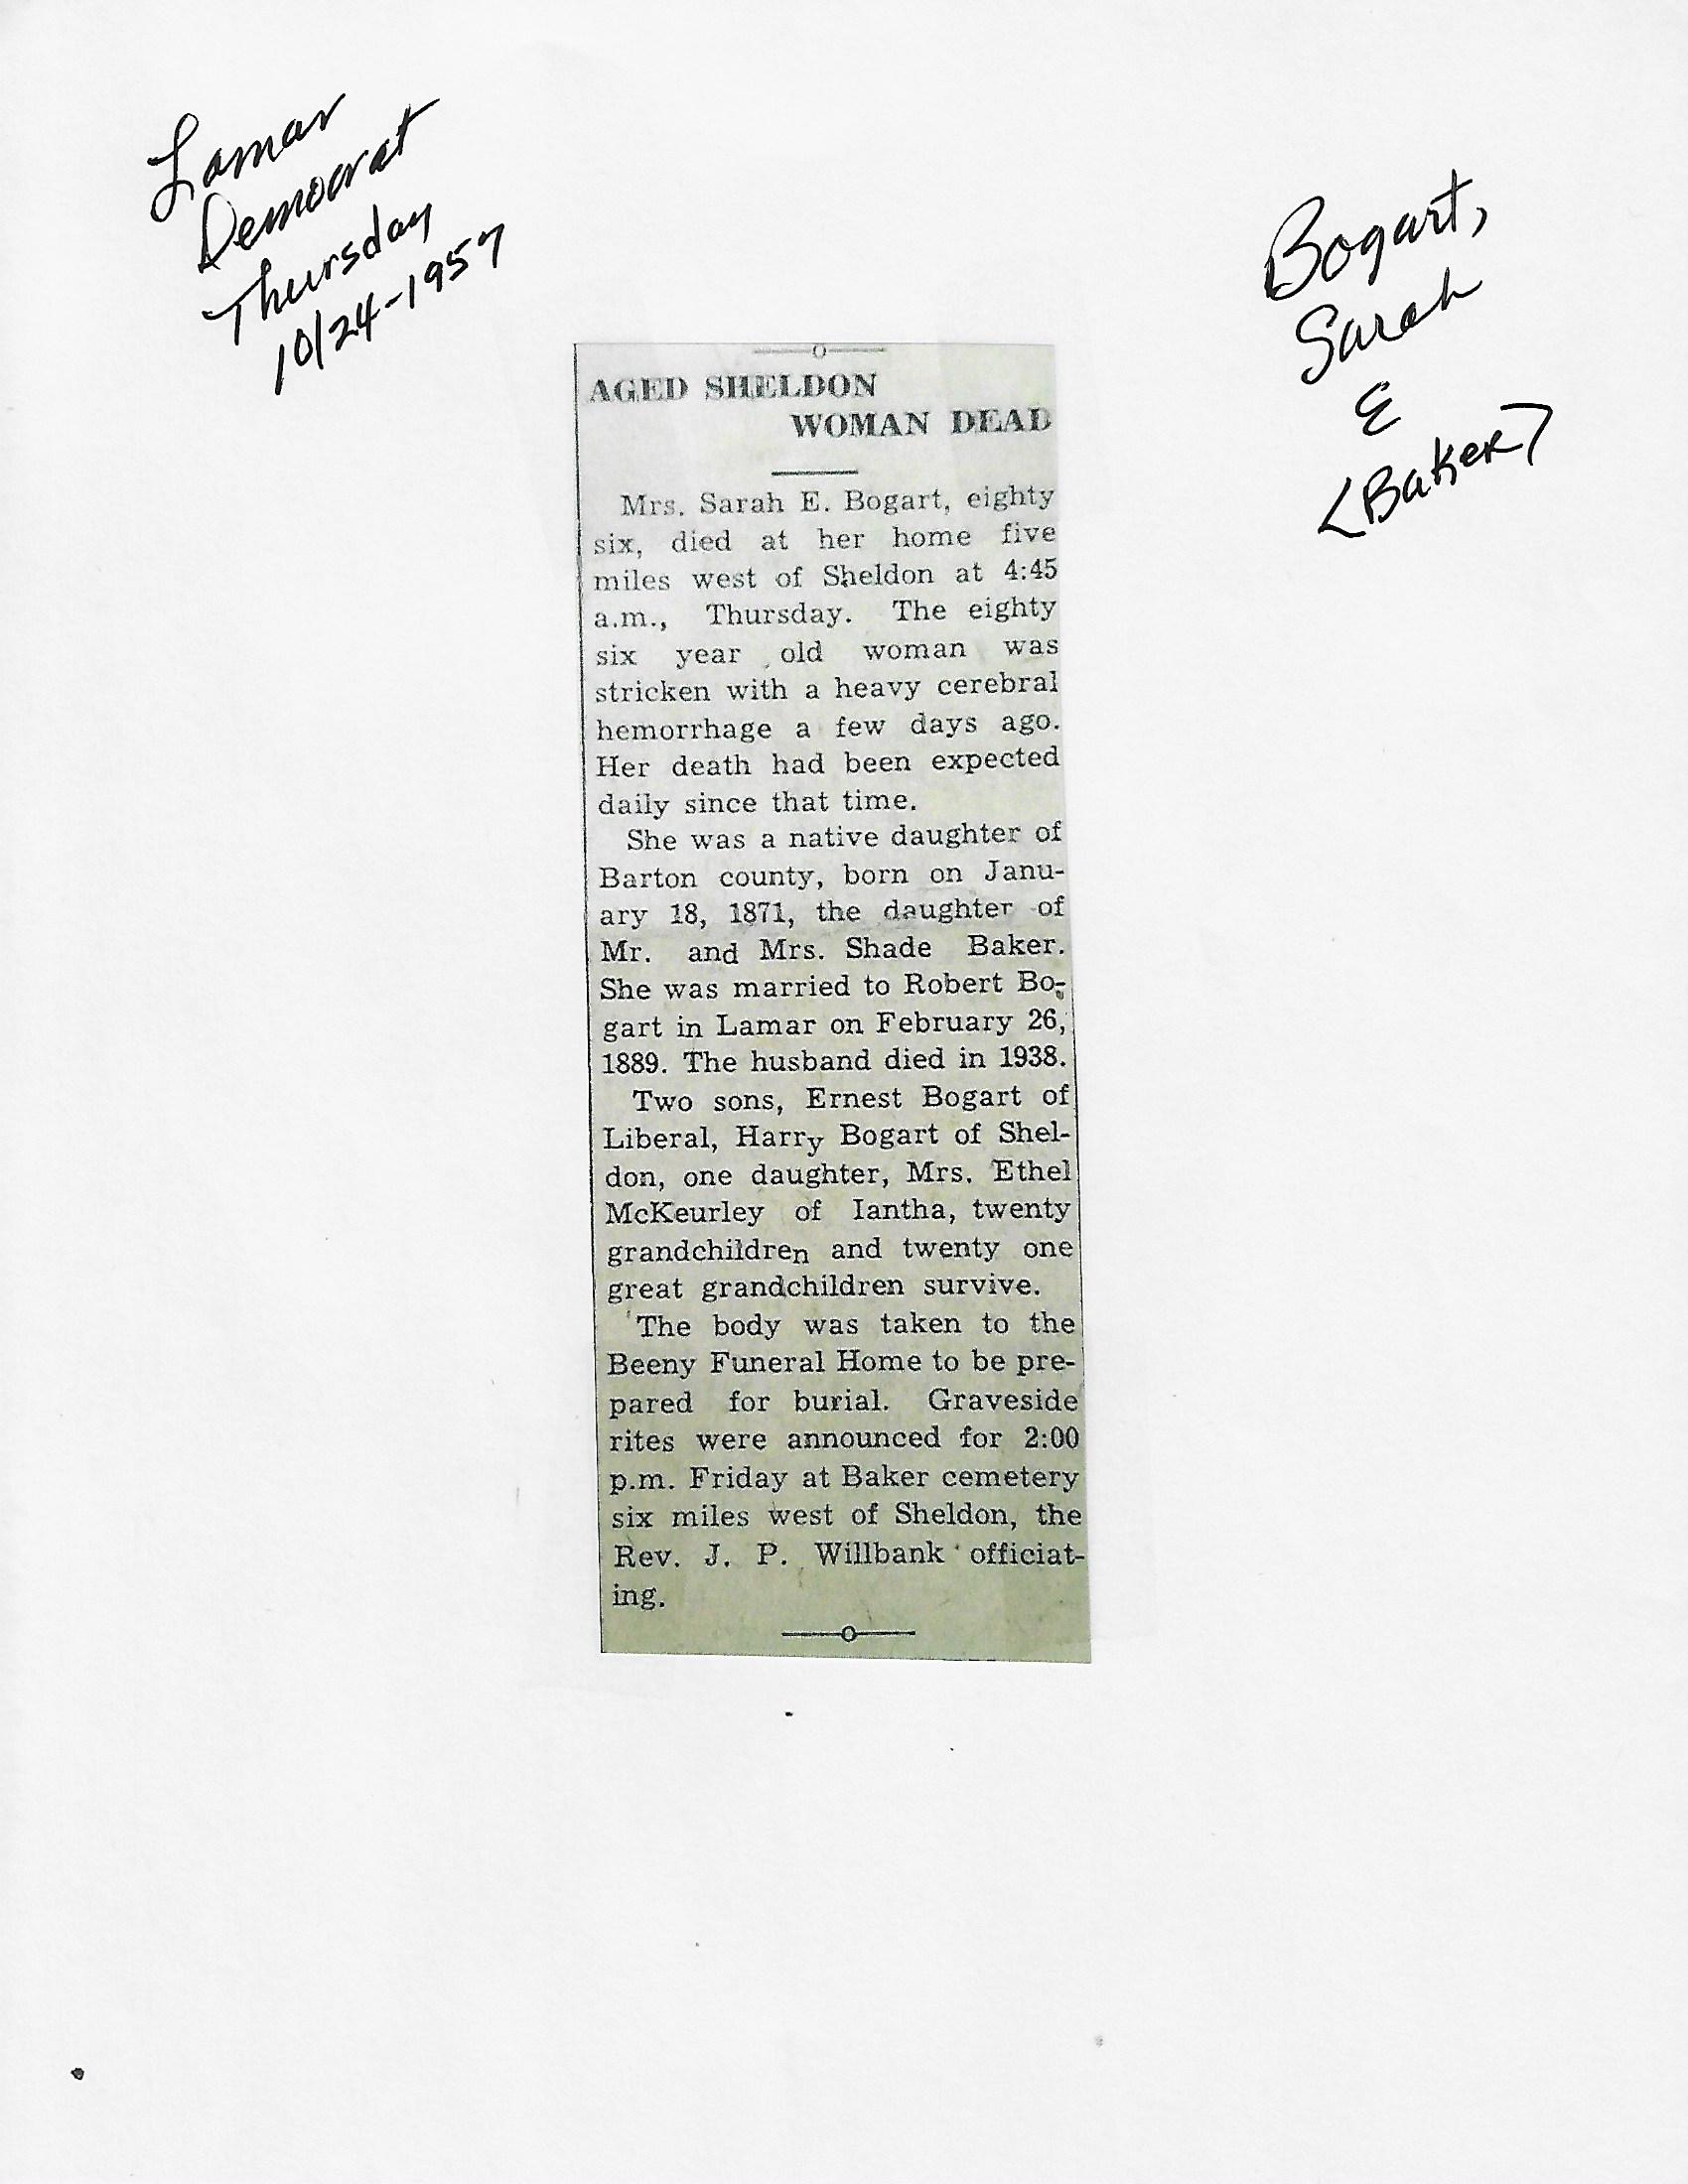 Lamar
Democrat
Thursday
10/24-1957
Bogart,
Sarah
E
<Baker>
AGED SHELDON
WOMAN DEAD
Mrs. Sarah E. Bogart, eighty
six, died at her home five
miles west of Sheldon at 4:45
a.m., Thursday. The eighty
six year old woman was
stricken with a heavy cerebral
hemorrhage a few days ago.
Her death had been expected
daily since that time.
She was a native daughter of
Barton county, born on Janu-
ary 18, 1871, the daughter of
Mr. and Mrs. Shade Baker.
She was married to Robert Bo-
gart in Lamar on February 26,
1889. The husband died in 1938.
Two sons, Ernest Bogart of
Liberal, Harry Bogart of Shel-
don, one daughter, Mrs. Ethel
McKeurley of Iantha, twenty
grandchildren and twenty one
great grandchildren survive.
The body was taken to the
Beeny Funeral Home to be pre-
pared for burial. Graveside
rites were announced for 2:00
p.m. Friday at Baker cemetery
six miles west of Sheldon, the
Rev. J. P. Willbank officiat-
ing.